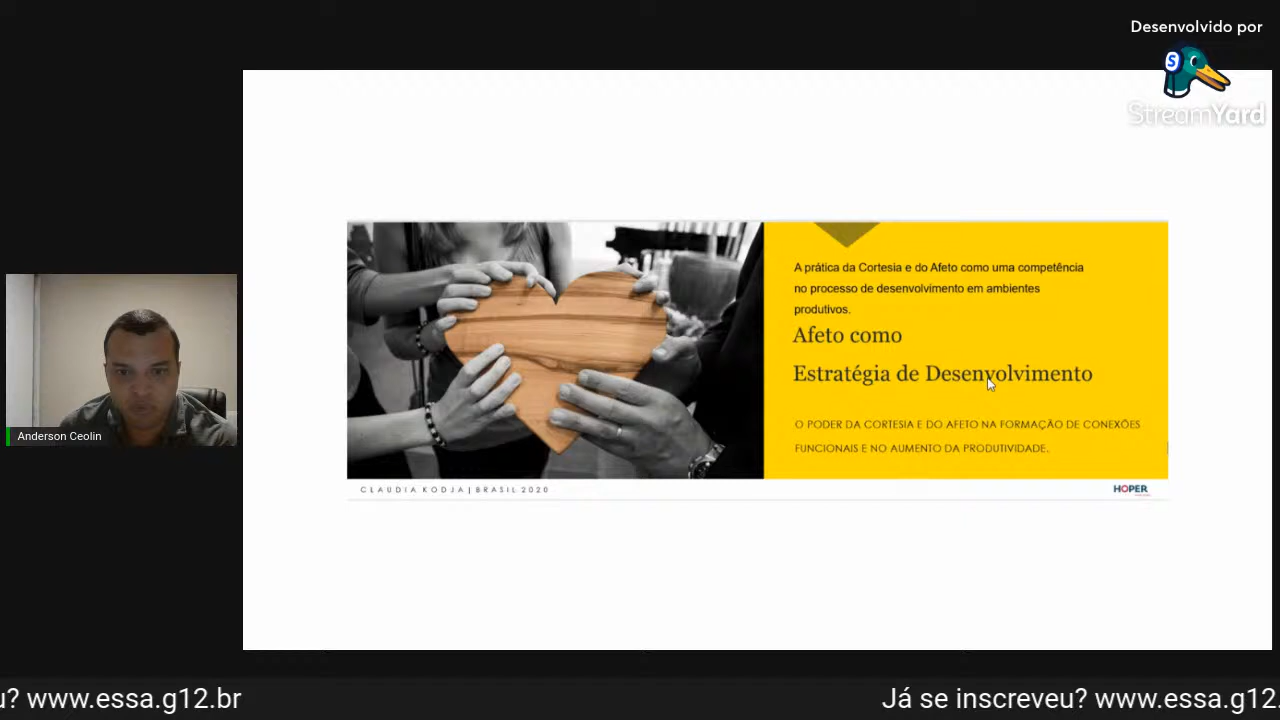 Desenvolvido por
StreamYard
A prática da Cortesia e do Afeto como uma competência
no processo de desenvolvimento em ambientes
produtivos.
Afeto como
Estratégia de Desenvolvimento
O PODER DA CORTESIA E DO AFETO NA FORMAÇÃO DE CONEXÕES
FUNCIONAIS E NO AUMENTO DA PRODUTIVIDADE.
CLAUDIA KODJA | BRASIL 2020
HOPER
Anderson Ceolin
u? www.essa.g12.br
Já se inscreveu? www.essa.g12.